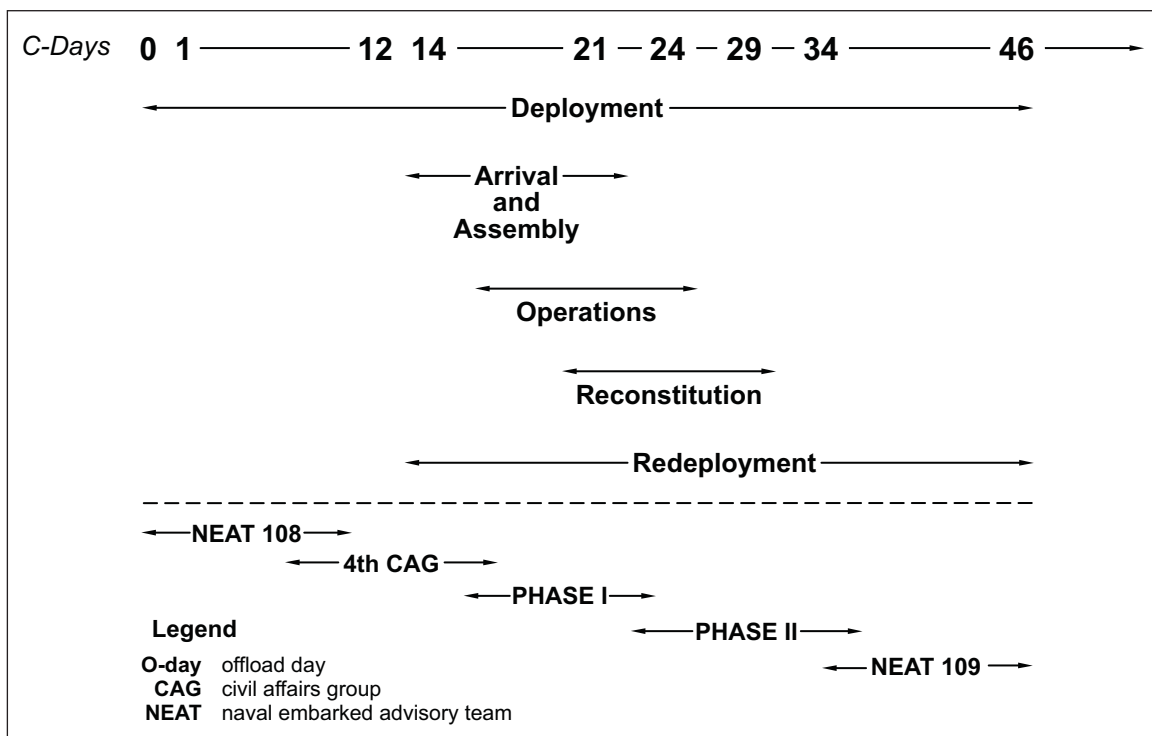 C-Days 0 1 12 14 21 24 29 34 46
Deployment
Arrival
and
Assembly
Operations
Reconstitution
Redeployment
NEAT 108
4th CAG
PHASE I
PHASE II
NEAT 109
Legend
O-day offload day
CAG civil affairs group
NEAT naval embarked advisory team